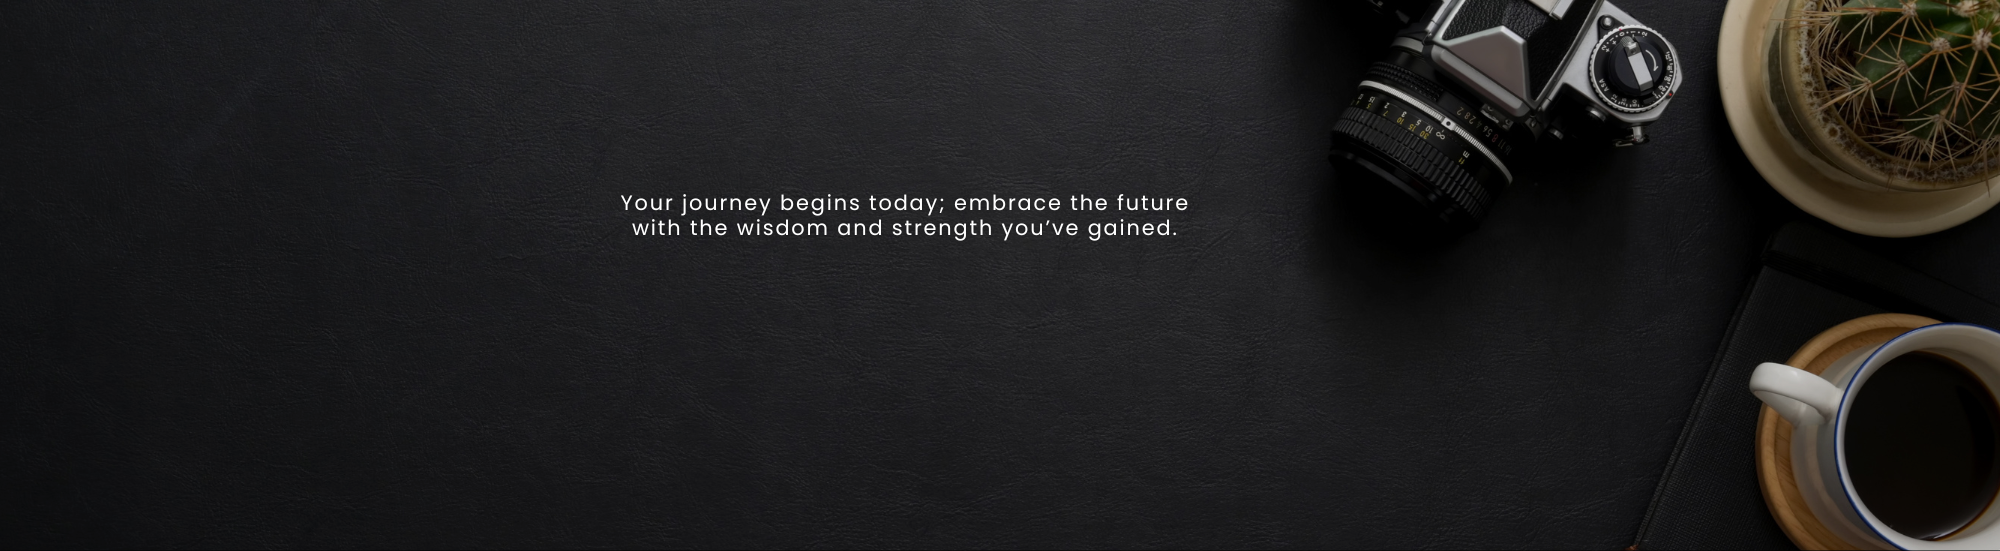 Your journey begins today; embrace the future
with the wisdom and strength you’ve gained.